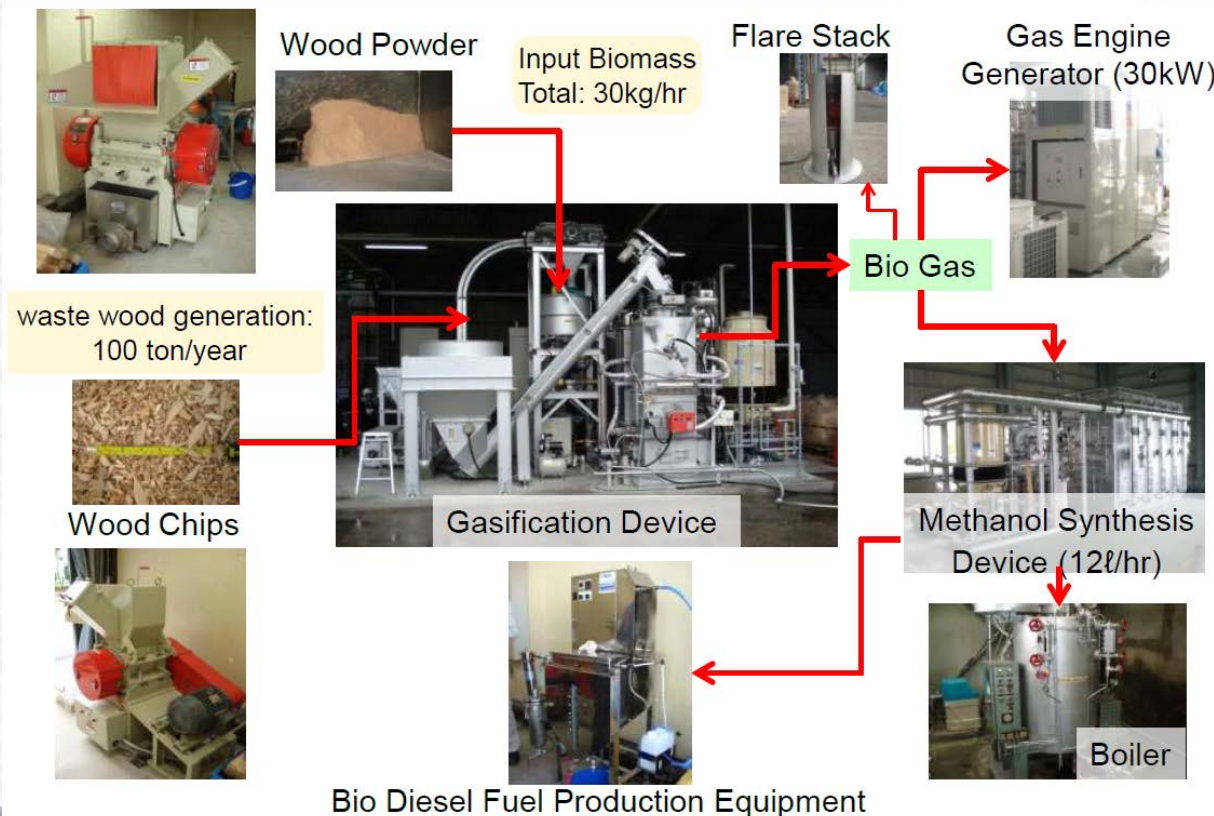 Wood Powder
Input Biomass
Total: 30kg/hr
Flare Stack
Gas Engine
Generator (30kW)
Bio Gas
waste wood generation:
100 ton/year
Wood Chips
Gasification Device
Methanol Synthesis
Device (12ℓ/hr)
Boiler
Bio Diesel Fuel Production Equipment